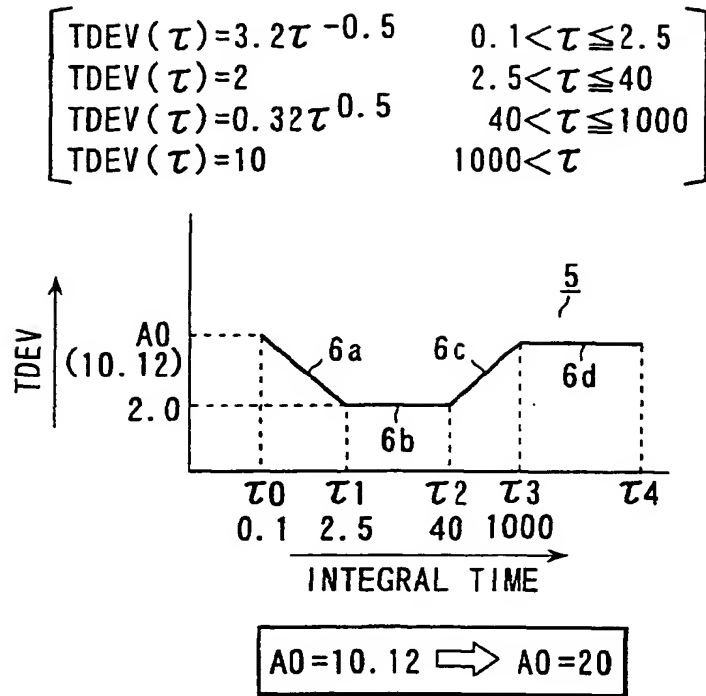 TDEV(τ)=3.2τ^-0.5 0.1<τ≦2.5
TDEV(τ)=2 2.5<τ≦40
TDEV(τ)=0.32τ^0.5 40<τ≦1000
TDEV(τ)=10 1000<τ
5
TDEV
A0
(10.12)
2.0
6a
6b
6c
6d
τ0 τ1 τ2 τ3 τ4
0.1 2.5 40 1000
INTEGRAL TIME
A0=10.12 ⇨ A0=20